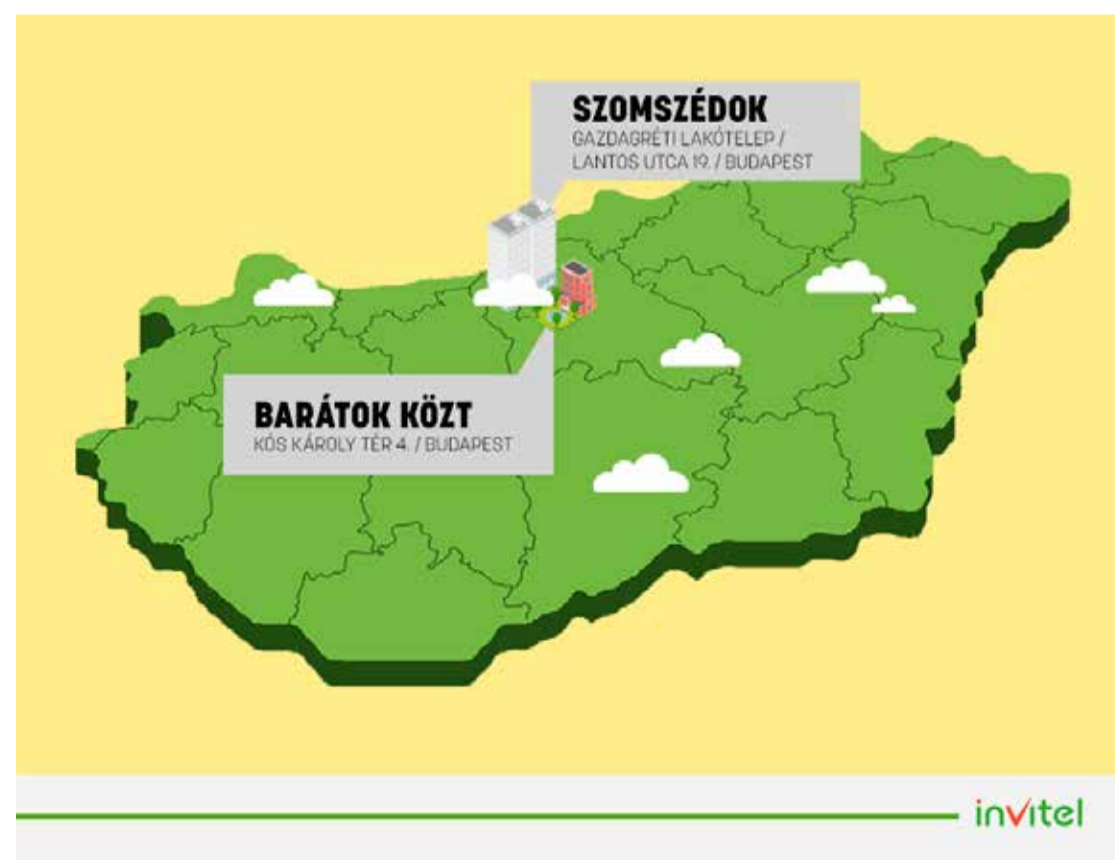 SZOMSZÉDOK
GAZDAGRÉTI LAKÓTELEP /
LANTOS UTCA 19. / BUDAPEST
BARÁTOK KÖZT
KÓS KÁROLY TÉR 4. / BUDAPEST
invitel